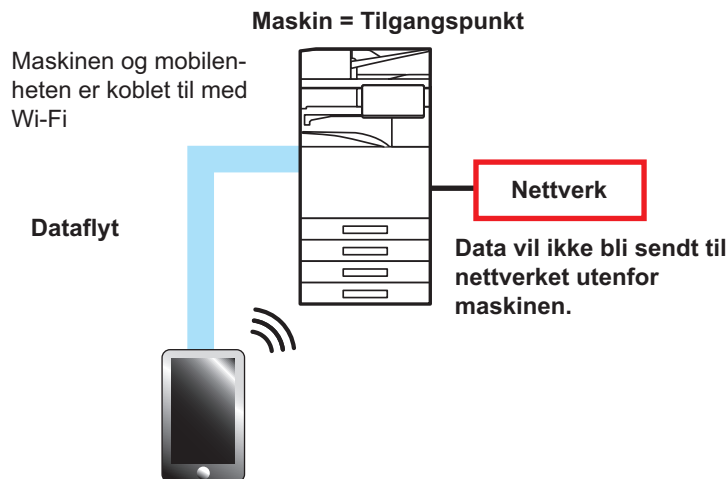 Maskin = Tilgangspunkt
Maskinen og mobilen-
heten er koblet til med
Wi-Fi
Nettverk
Dataflyt
Data vil ikke bli sendt til
nettverket utenfor
maskinen.